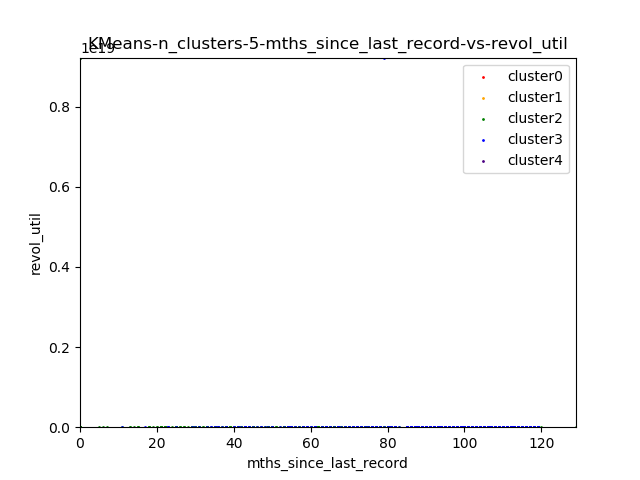 KMeans-n_clusters-5-mths_since_last_record-vs-revol_util
1e19
cluster0
cluster1
cluster2
cluster3
cluster4
0.8
0.6
0.4
0.2
0.0
revol_util
0 20 40 60 80 100 120
mths_since_last_record